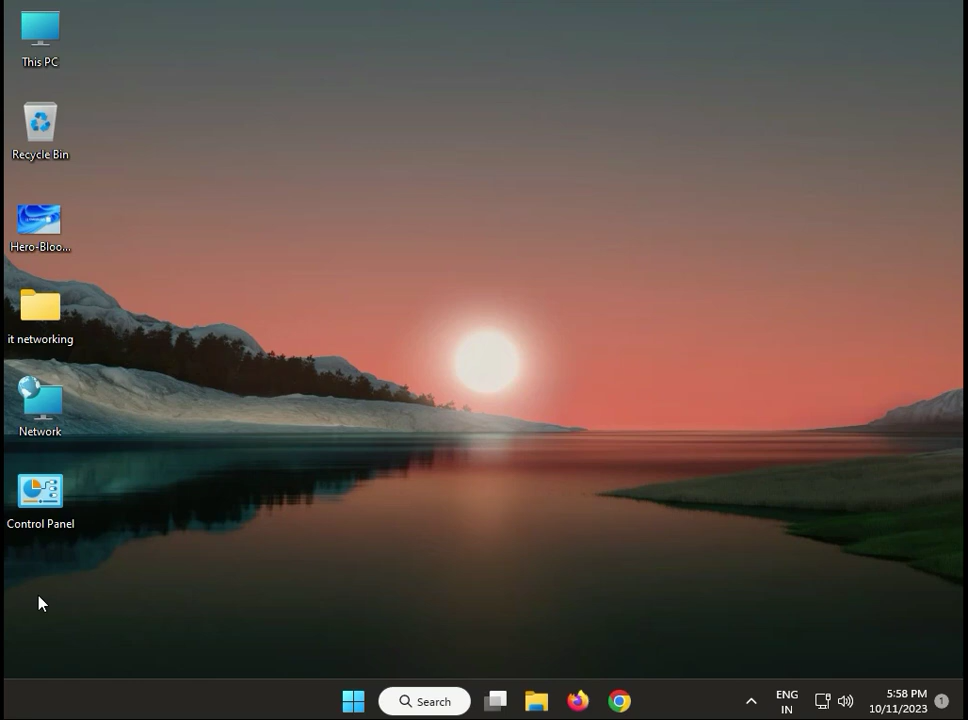 This PC
Recycle Bin
Hero-Bloo...
it networking
Network
Control Panel
Search
ENG
IN
5:58 PM
10/11/2023
1